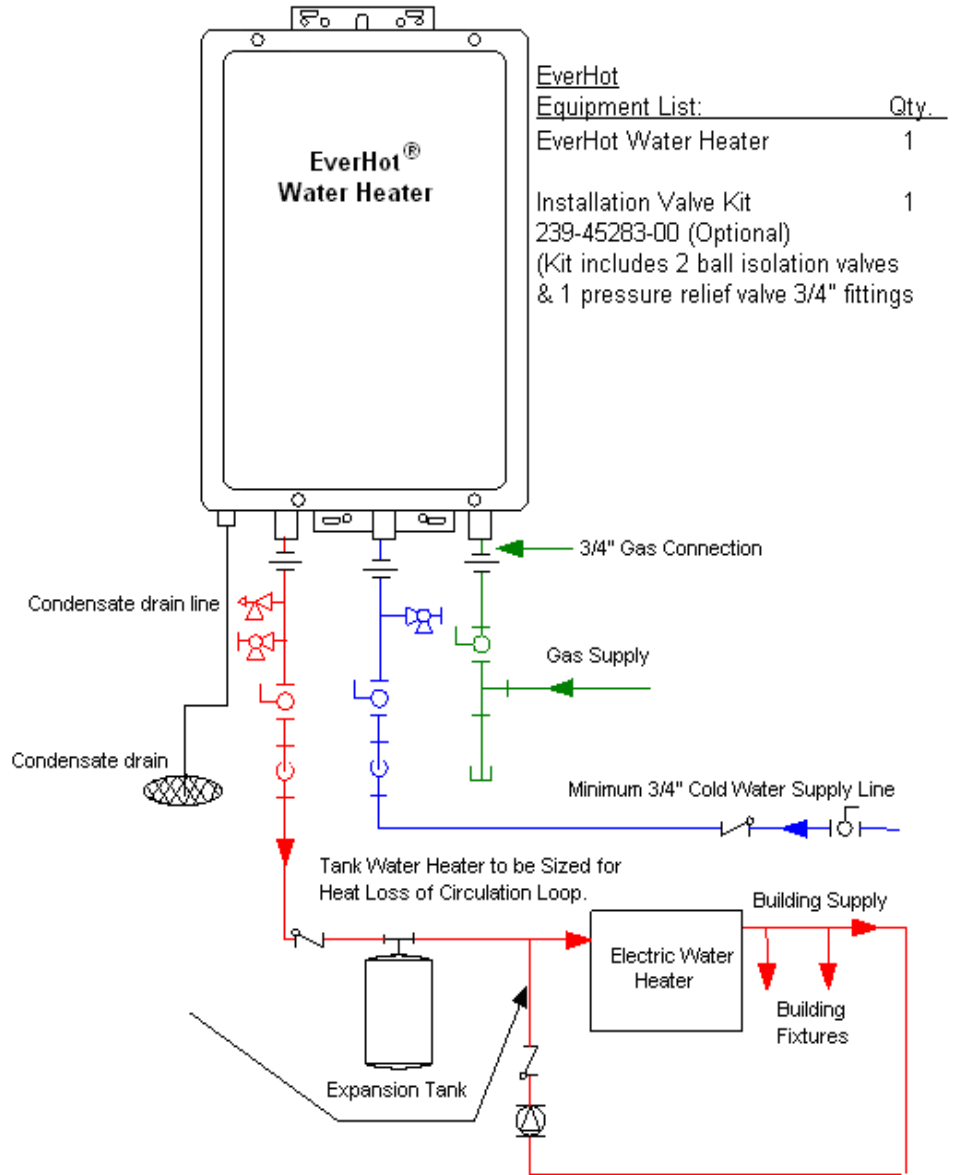 EverHot
Equipment List: Qty.
EverHot Water Heater 1
Installation Valve Kit 1
239-45283-00 (Optional)
(Kit includes 2 ball isolation valves
& 1 pressure relief valve 3/4" fittings
EverHot®
Water Heater
3/4" Gas Connection
Condensate drain line
Gas Supply
Condensate drain
Minimum 3/4" Cold Water Supply Line
Tank Water Heater to be Sized for
Heat Loss of Circulation Loop.
Building Supply
Electric Water
Heater
Building
Fixtures
Expansion Tank